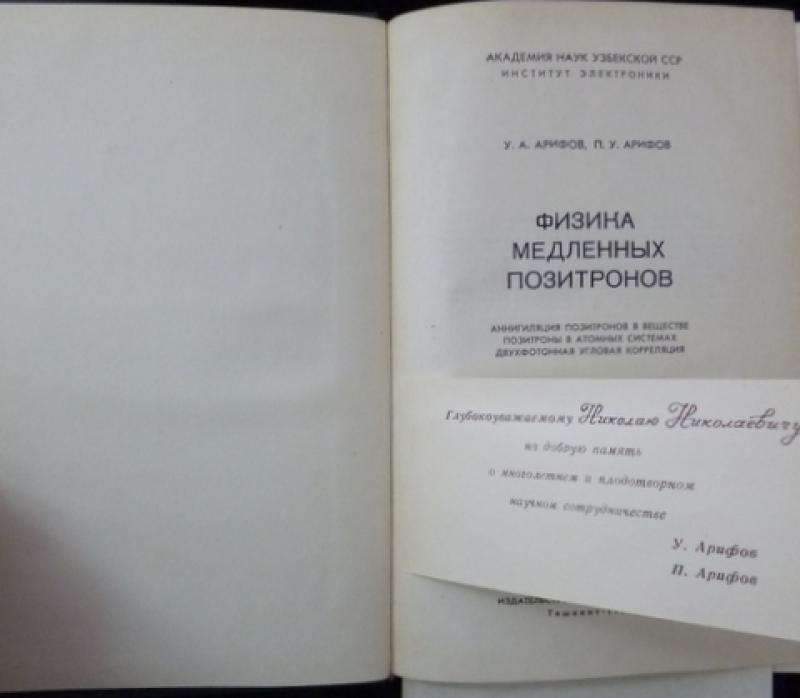 АКАДЕМИЯ НАУК УЗБЕКСКОЙ ССР
ИНСТИТУТ ЭЛЕКТРОНИКИ
У. А. АРИФОВ, П. У. АРИФОВ
ФИЗИКА
МЕДЛЕННЫХ
ПОЗИТРОНОВ
АННИГИЛЯЦИЯ ПОЗИТРОНОВ В ВЕЩЕСТВЕ
ПОЗИТРОНЫ В АТОМНЫХ СИСТЕМАХ
ДВУХФОТОННАЯ УГЛОВАЯ КОРРЕЛЯЦИЯ
Глубокоуважаемому Николаю Николаевичу
на добрую память
о многолетнем и плодотворном
научном сотрудничестве
У. Арифов
П. Арифов
Ташкент